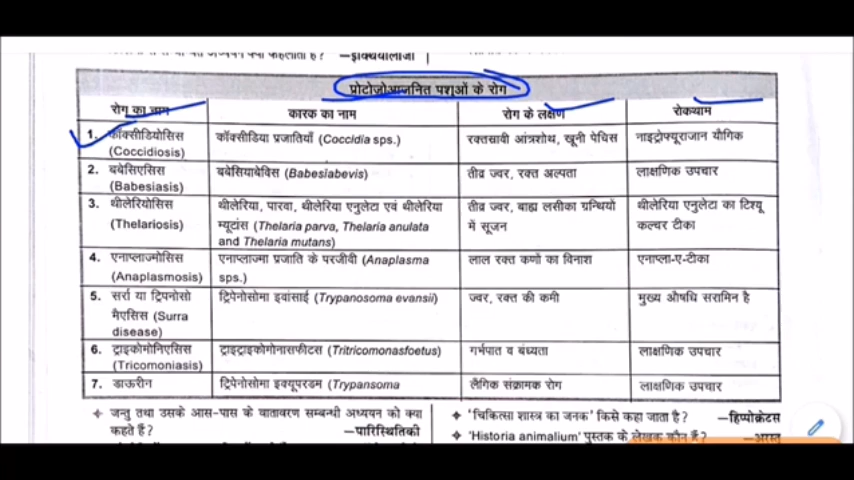 —इक्थियोलॉजी
प्रोटोजोआजनित पशुओं के रोग
रोग का नाम कारक का नाम रोग के लक्षण रोकथाम
1. कॉक्सीडियोसिस कॉक्सीडिया प्रजातियाँ (Coccidia sps.) रक्तस्रावी आंत्रशोथ, खूनी पेचिस नाइट्रोफ्यूराजान यौगिक
(Coccidiosis)
2. बबेसिएसिस बबेसियाबेविस (Babesiabevis) तीव्र ज्वर, रक्त अल्पता लाक्षणिक उपचार
(Babesiasis)
3. थीलेरियोसिस थीलेरिया, पारवा, थीलेरिया एनुलेटा एवं थीलेरिया तीव्र ज्वर, बाह्य लसीका ग्रन्थियो थीलेरिया एनुलेटा का टिश्यू
(Thelariosis) म्यूटांस (Thelaria parva, Thelaria anulata में सूजन कल्चर टीका
and Thelaria mutans)
4. एनाप्लाज्मोसिस एनाप्लाज्मा प्रजाति के परजीवी (Anaplasma लाल रक्त कणो का विनाश एनाप्ला-ए-टीका
(Anaplasmosis) sps.)
5. सर्रा या ट्रिपनोसो ट्रिपेनोसोमा इवांसाई (Trypanosoma evansii) ज्वर, रक्त की कमी मुख्य औषधि सरामिन है
मैएसिस (Surra
disease)
6. ट्राइकोमोनिएसिस ट्राइट्राइकोमोनासफीटस (Tritricomonasfoetus) गर्भपात व बंध्यता लाक्षणिक उपचार
(Tricomoniasis)
7. डाऊरीन ट्रिपेनोसोमा इक्यूपरडम (Trypansoma लैगिक संक्रामक रोग लाक्षणिक उपचार
❖ जन्तु तथा उसके आस-पास के वातावरण सम्बन्धी अध्ययन को क्या
कहते हैं? —पारिस्थितिकी
❖ 'चिकित्सा शास्त्र का जनक' किसे कहा जाता है? —हिप्पोक्रेटस
❖ 'Historia animalium' पुस्तक के लेखक कौन हैं? —अरस्तू